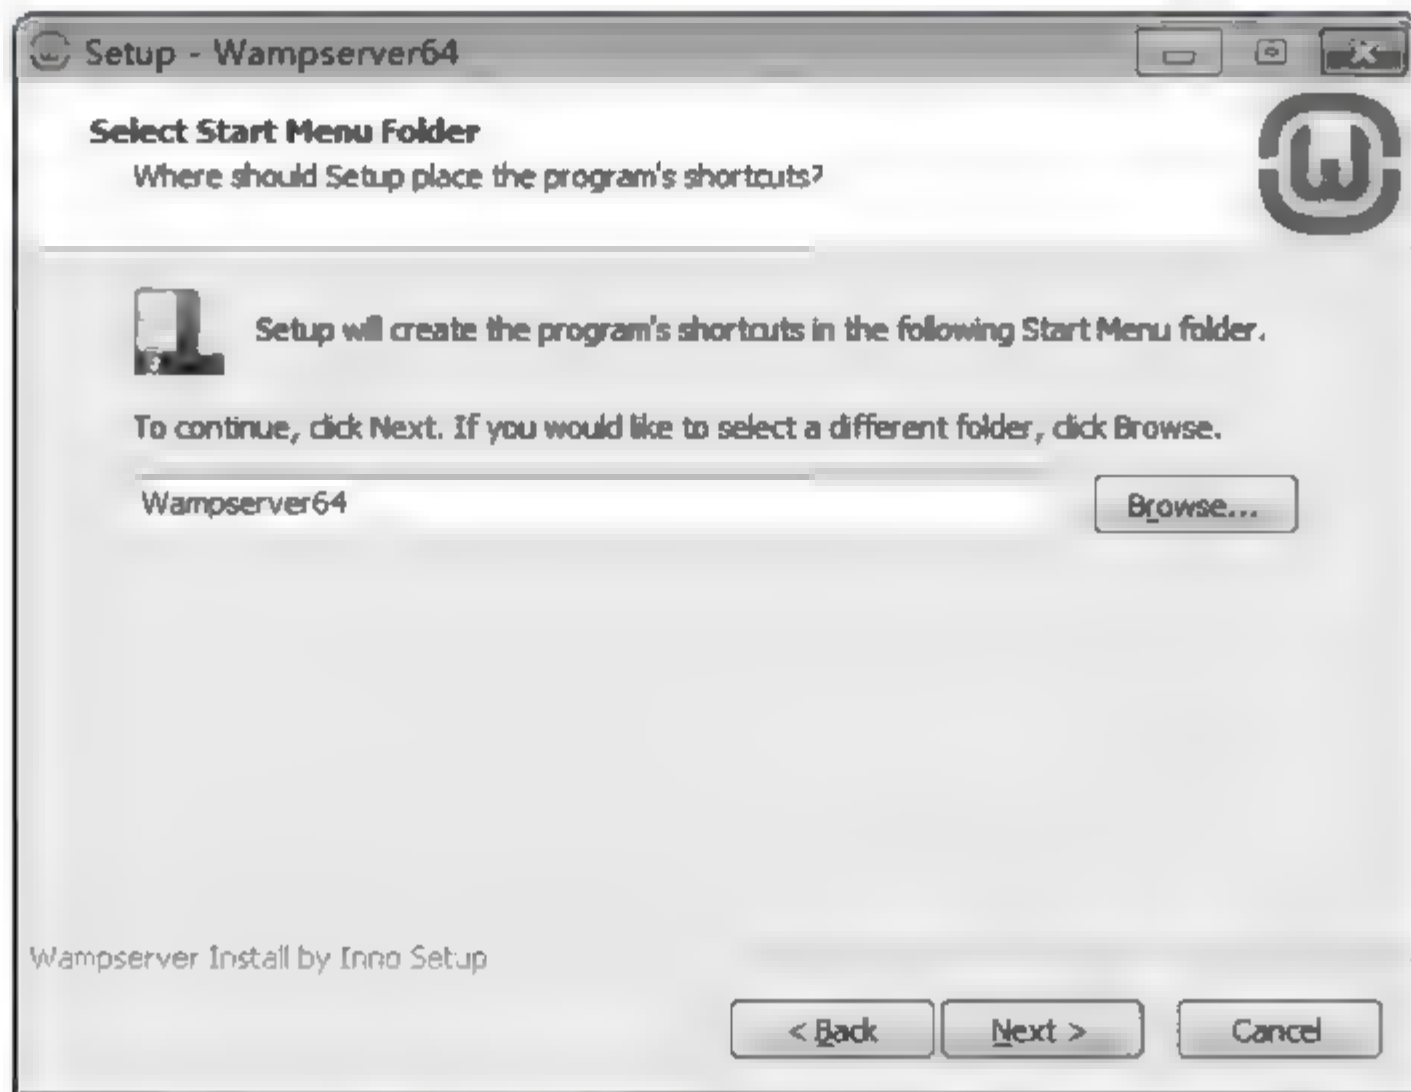 Setup - Wampserver64
Select Start Menu Folder
Where should Setup place the program's shortcuts?
W
Setup will create the program's shortcuts in the following Start Menu folder.
To continue, click Next. If you would like to select a different folder, click Browse.
Wampserver64
Browse...
Wampserver Install by Inno Setup
< Back
Next >
Cancel